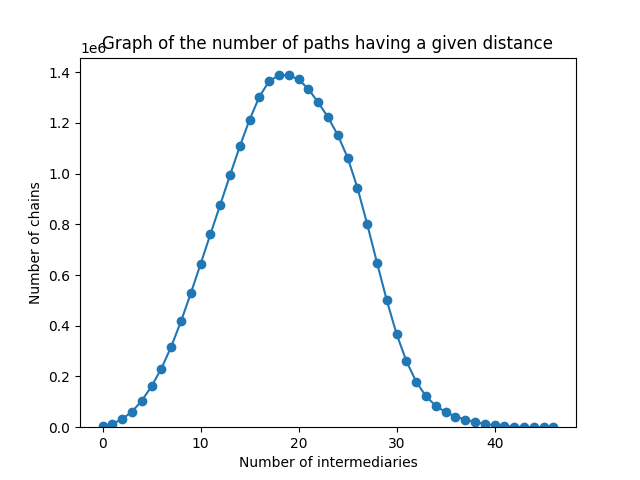 Graph of the number of paths having a given distance
1e6
1.4
1.2
1.0
0.8
0.6
0.4
0.2
0.0
0 10 20 30 40
Number of chains
Number of intermediaries